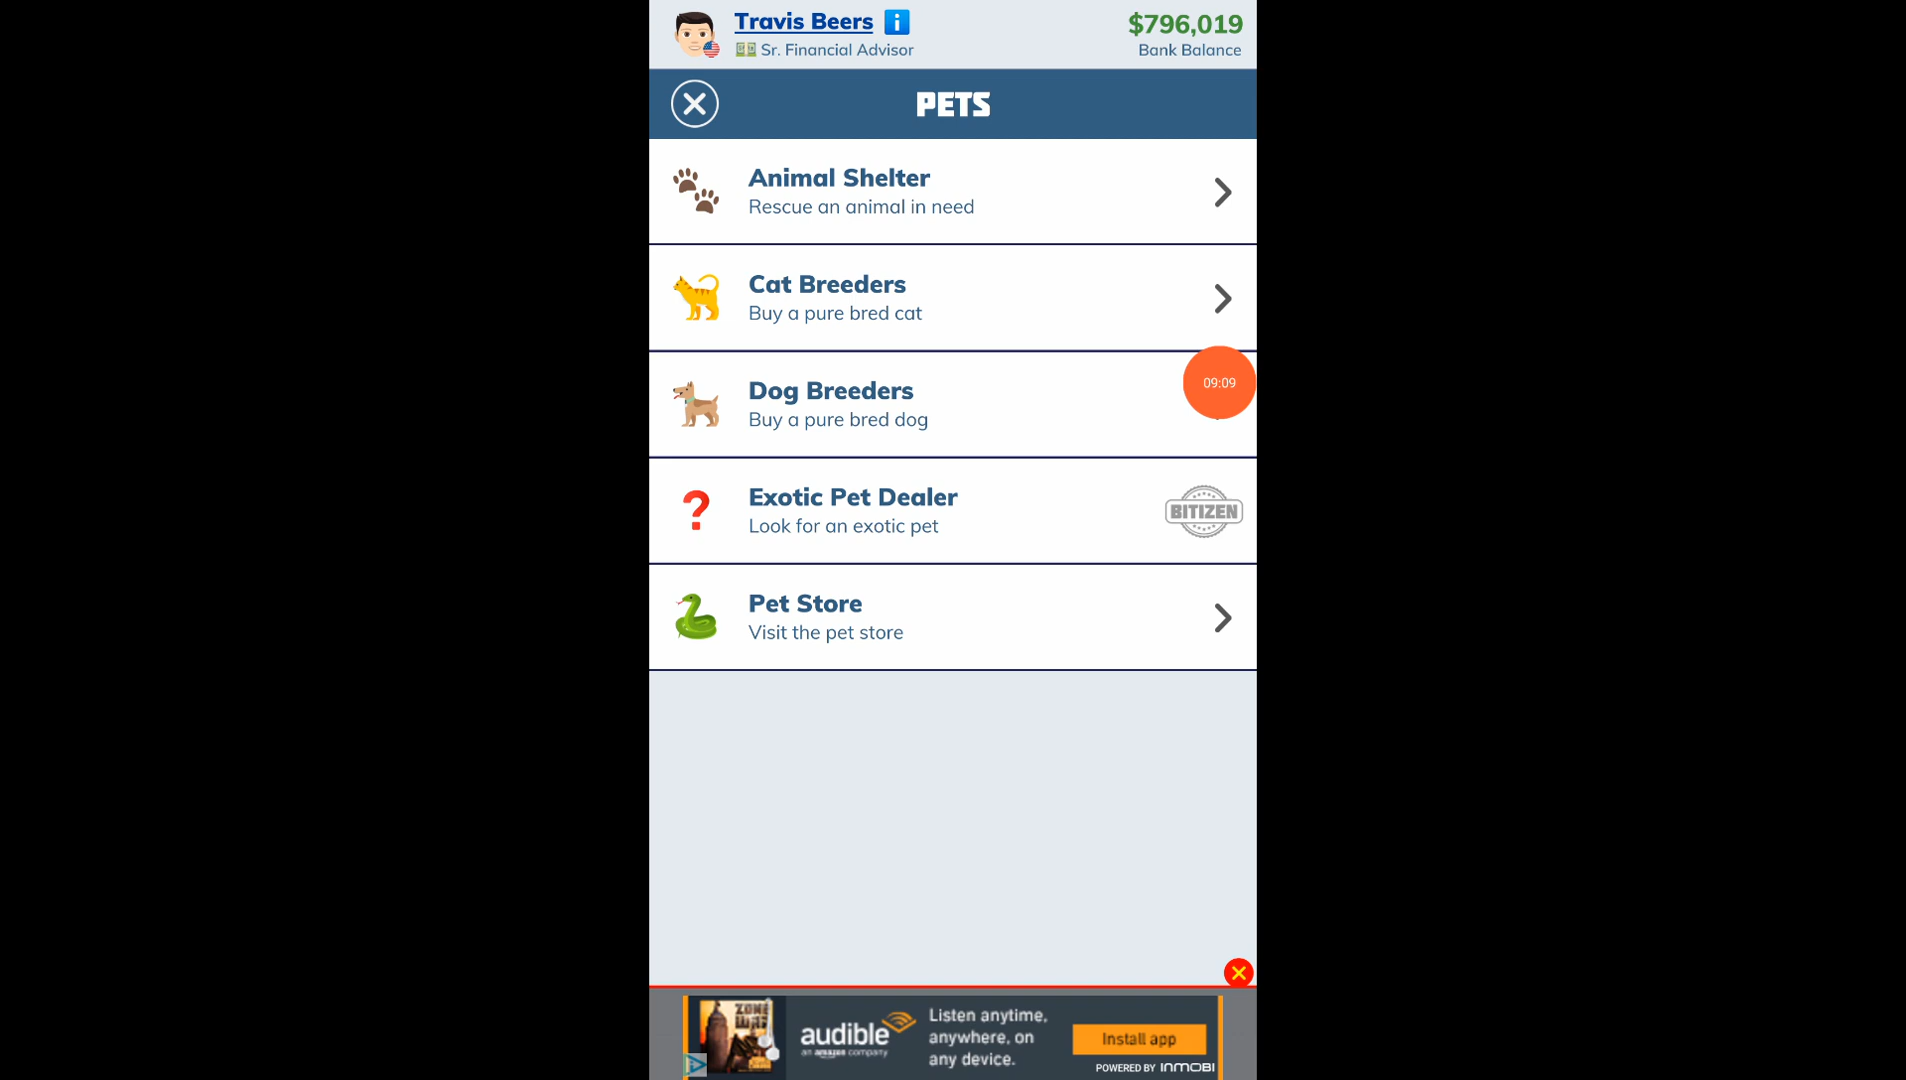 Travis Beers
Sr. Financial Advisor
$796,019
Bank Balance
PETS
Animal Shelter
Rescue an animal in need
Cat Breeders
Buy a pure bred cat
Dog Breeders
Buy a pure bred dog
09:09
Exotic Pet Dealer
Look for an exotic pet
BITIZEN
Pet Store
Visit the pet store
ZONE
WAR
audible
an amazon company
Listen anytime,
anywhere, on
any device.
Install app
POWERED BY INMOBI